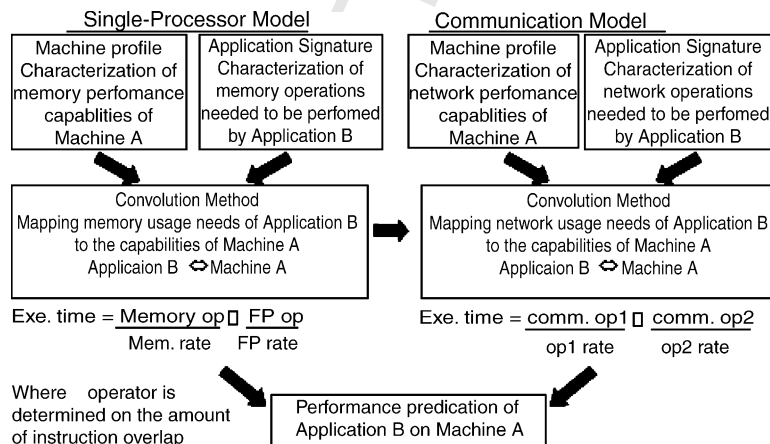 Single-Processor Model
Communication Model
Machine profile
Characterization of
memory perfomance
capablities of
Machine A
Application Signature
Characterization of
memory operations
needed to be perfomed
by Application B
Machine profile
Characterization of
network perfomance
capablities of
Machine A
Application Signature
Characterization of
network operations
needed to be perfomed
by Application B
Convolution Method
Mapping memory usage needs of Application B
to the capabilities of Machine A
Applicaion B ⇔ Machine A
Convolution Method
Mapping network usage needs of Application B
to the capabilities of Machine A
Applicaion B ⇔ Machine A
Exe. time = Memory op ▯ FP op
Mem. rate FP rate
Exe. time = comm. op1 ▯ comm. op2
op1 rate op2 rate
Where operator is
determined on the amount
of instruction overlap
Performance predication of
Application B on Machine A